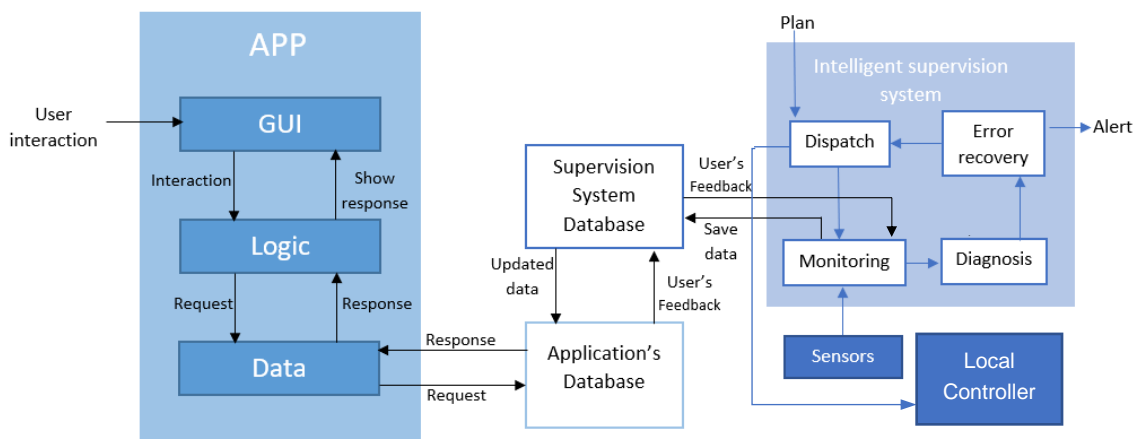 APP
User
interaction
GUI
Interaction
Show
response
Logic
Request
Response
Data
Response
Request
Supervision
System
Database
Updated
data
User's
Feedback
Application's
Database
User's
Feedback
Save
data
Plan
Intelligent supervision
system
Dispatch
Error
recovery
Alert
Monitoring
Diagnosis
Sensors
Local
Controller